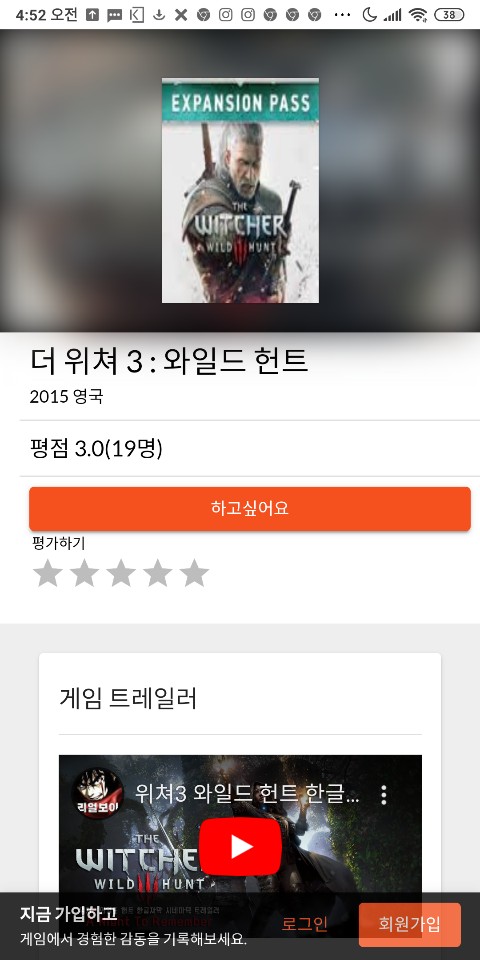 4:52 오전
38
EXPANSION PASS
THE
WITCHER
WILD HUNT
더 위쳐 3 : 와일드 헌트
2015 영국
평점 3.0(19명)
하고싶어요
평가하기
게임 트레일러
리얼보이
위쳐3 와일드 헌트 한글...
THE
WITCHE
WILD HUNT
지금 가입하고
게임에서 경험한 감동을 기록해보세요.
로그인
회원가입